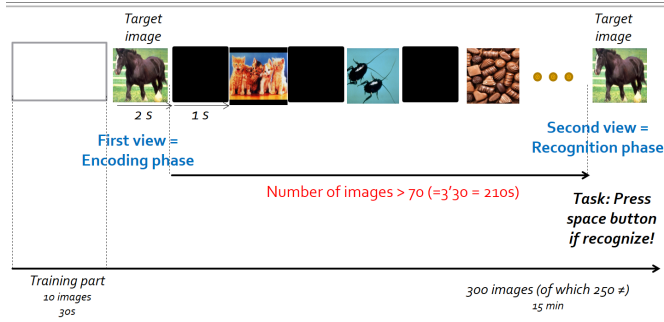 Target
image
Target
image
2 s
1 s
First view =
Encoding phase
Second view =
Recognition phase
Number of images > 70 (=3’30 = 210s)
Task: Press
space button
if recognize!
Training part
10 images
30s
300 images (of which 250 ≠)
15 min